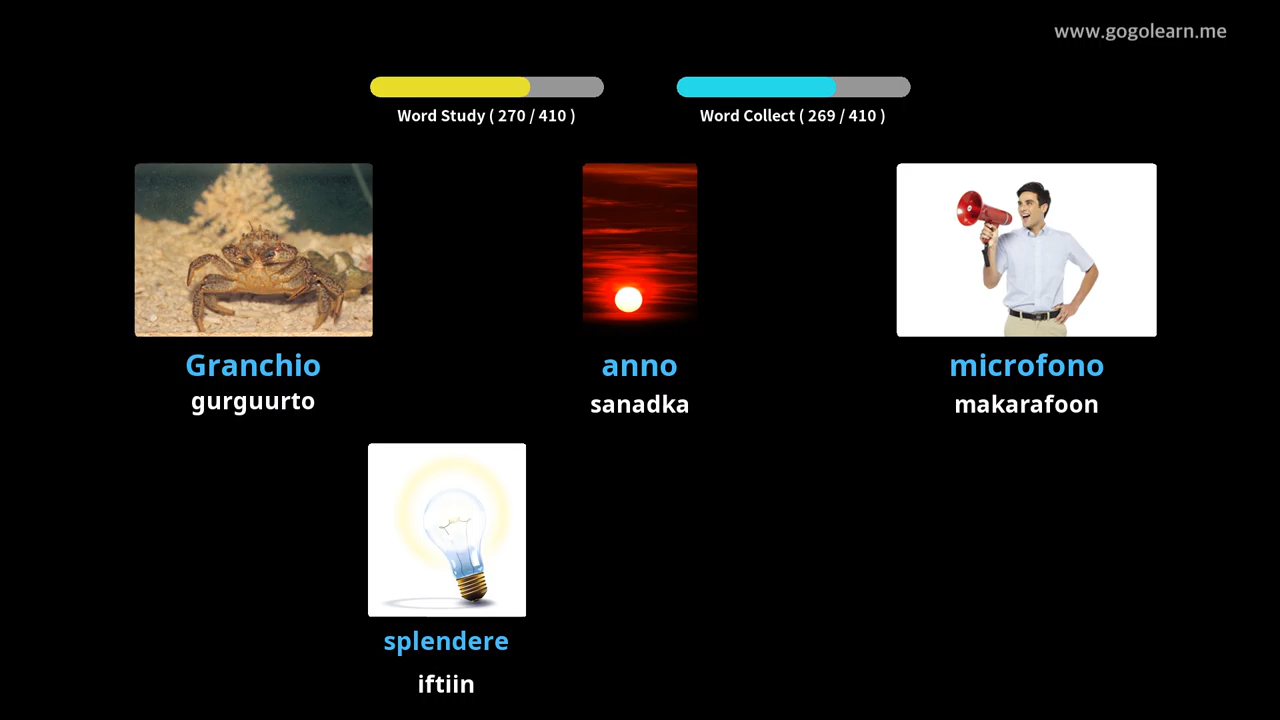 www.gogolearn.me
Word Study ( 270 / 410 )
Word Collect ( 269 / 410 )
Granchio
gurguurto
anno
sanadka
microfono
makarafoon
splendere
iftiin